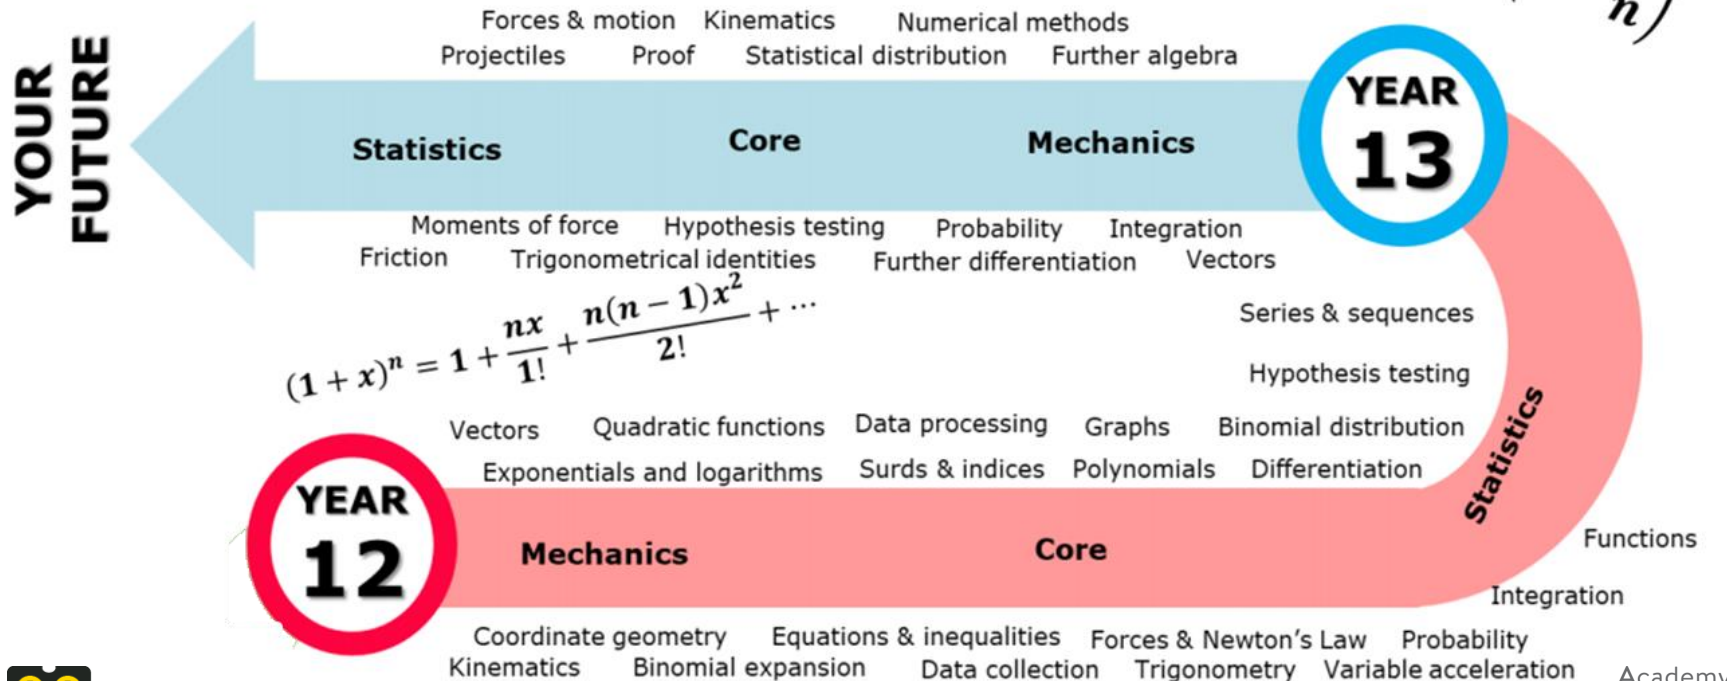 Forces & motion Kinematics Numerical methods
n)
Projectiles Proof Statistical distribution Further algebra
YOUR
FUTURE
YEAR
13
Statistics Core Mechanics
Moments of force Hypothesis testing Probability Integration
Friction Trigonometrical identities Further differentiation Vectors
(1 + x)ⁿ = 1 + nx/1! + n(n − 1)x²/2! + ...
Series & sequences
Hypothesis testing
Vectors Quadratic functions Data processing Graphs Binomial distribution
Exponentials and logarithms Surds & indices Polynomials Differentiation
Statistics
YEAR
12
Mechanics Core
Functions
Integration
Coordinate geometry Equations & inequalities Forces & Newton's Law Probability
Kinematics Binomial expansion Data collection Trigonometry Variable acceleration
Academy